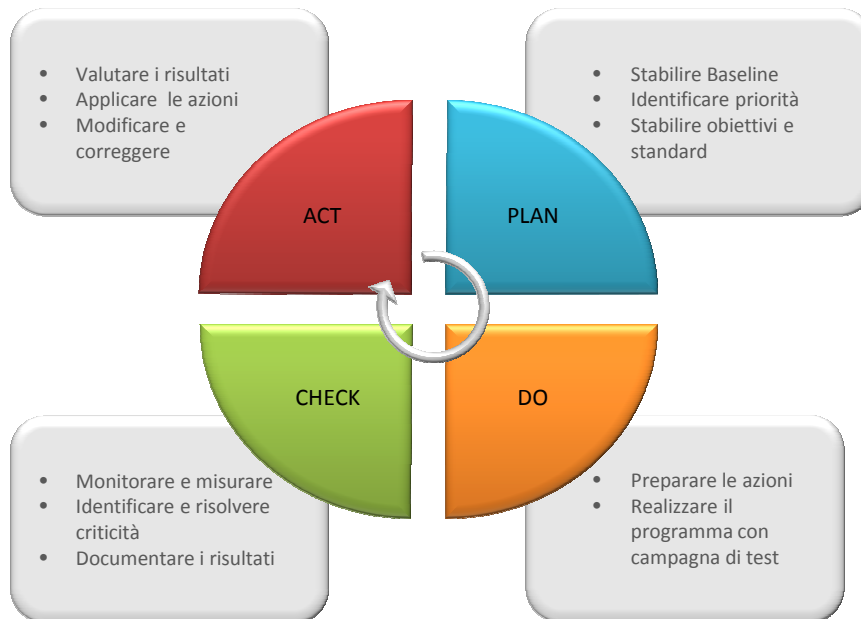 • Valutare i risultati
• Applicare le azioni
• Modificare e
correggere
• Stabilire Baseline
• Identificare priorità
• Stabilire obiettivi e
standard
ACT
PLAN
CHECK
DO
• Monitorare e misurare
• Identificare e risolvere
criticità
• Documentare i risultati
• Preparare le azioni
• Realizzare il
programma con
campagna di test